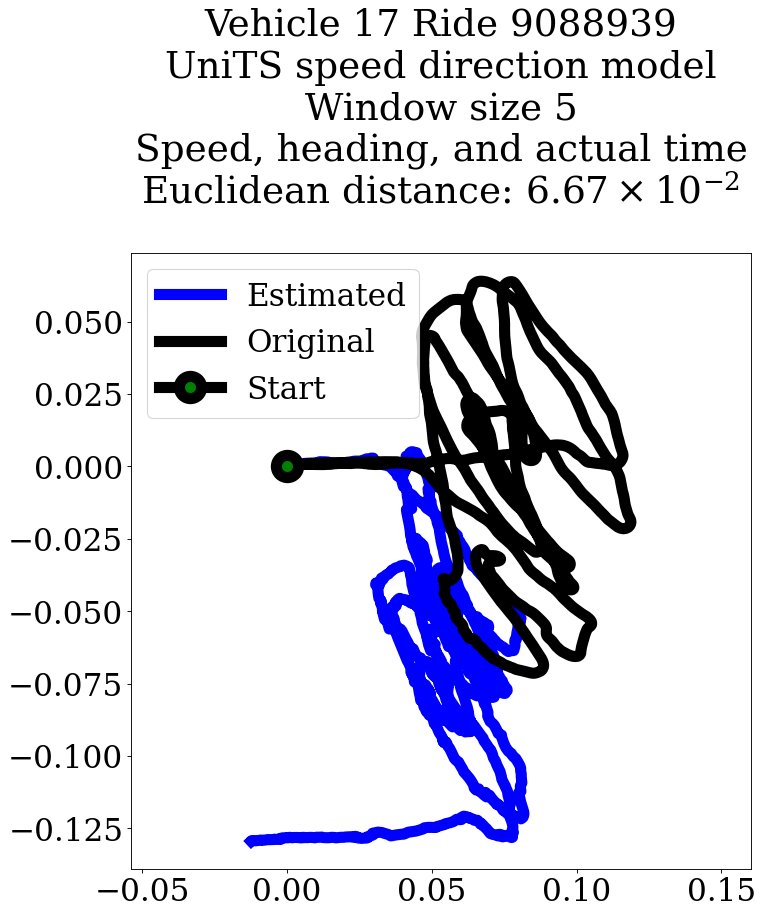 Vehicle 17 Ride 9088939
UniTS speed direction model
Window size 5
Speed, heading, and actual time
Euclidean distance: 6.67 × 10⁻²
Estimated
Original
Start
0.050
0.025
0.000
−0.025
−0.050
−0.075
−0.100
−0.125
−0.05 0.00 0.05 0.10 0.15